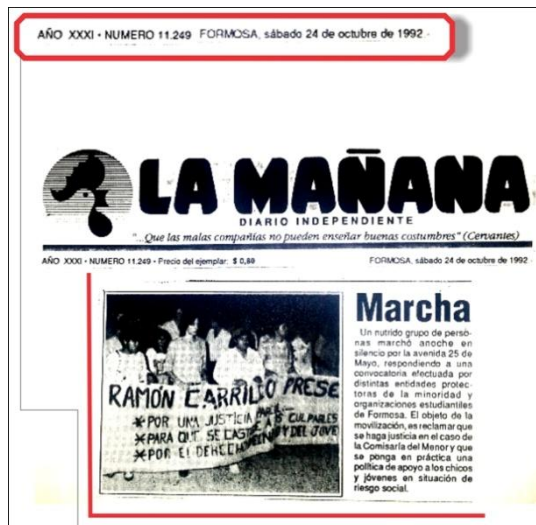 AÑO XXXI • NUMERO 11.249 FORMOSA, sábado 24 de octubre de 1992 -
LA MAÑANA
DIARIO INDEPENDIENTE
"...Que las malas compañías no pueden enseñar buenas costumbres" (Cervantes)
AÑO XXXI • NUMERO 11.249 • Precio del ejemplar: $ 0,80 FORMOSA, sábado 24 de octubre de 1992 -
Marcha
Un nutrido grupo de perso-
nas marchó anoche en
silencio por la avenida 25 de
Mayo, respondiendo a una
convocatoria efectuada por
distintas entidades protec-
toras de la minoridad y
organizaciones estudiantiles
de Formosa. El objeto de la
movilización, es reclamar que
se haga justicia en el caso de
la Comisaría del Menor y que
se ponga en práctica una
política de apoyo a los chicos
y jóvenes en situación de
riesgo social.
RAMÓN CARRILLO PRESE
*POR UNA JUSTICIA
*PARA QUE SE CULPABLES
*POR EL Y DEL JOVE